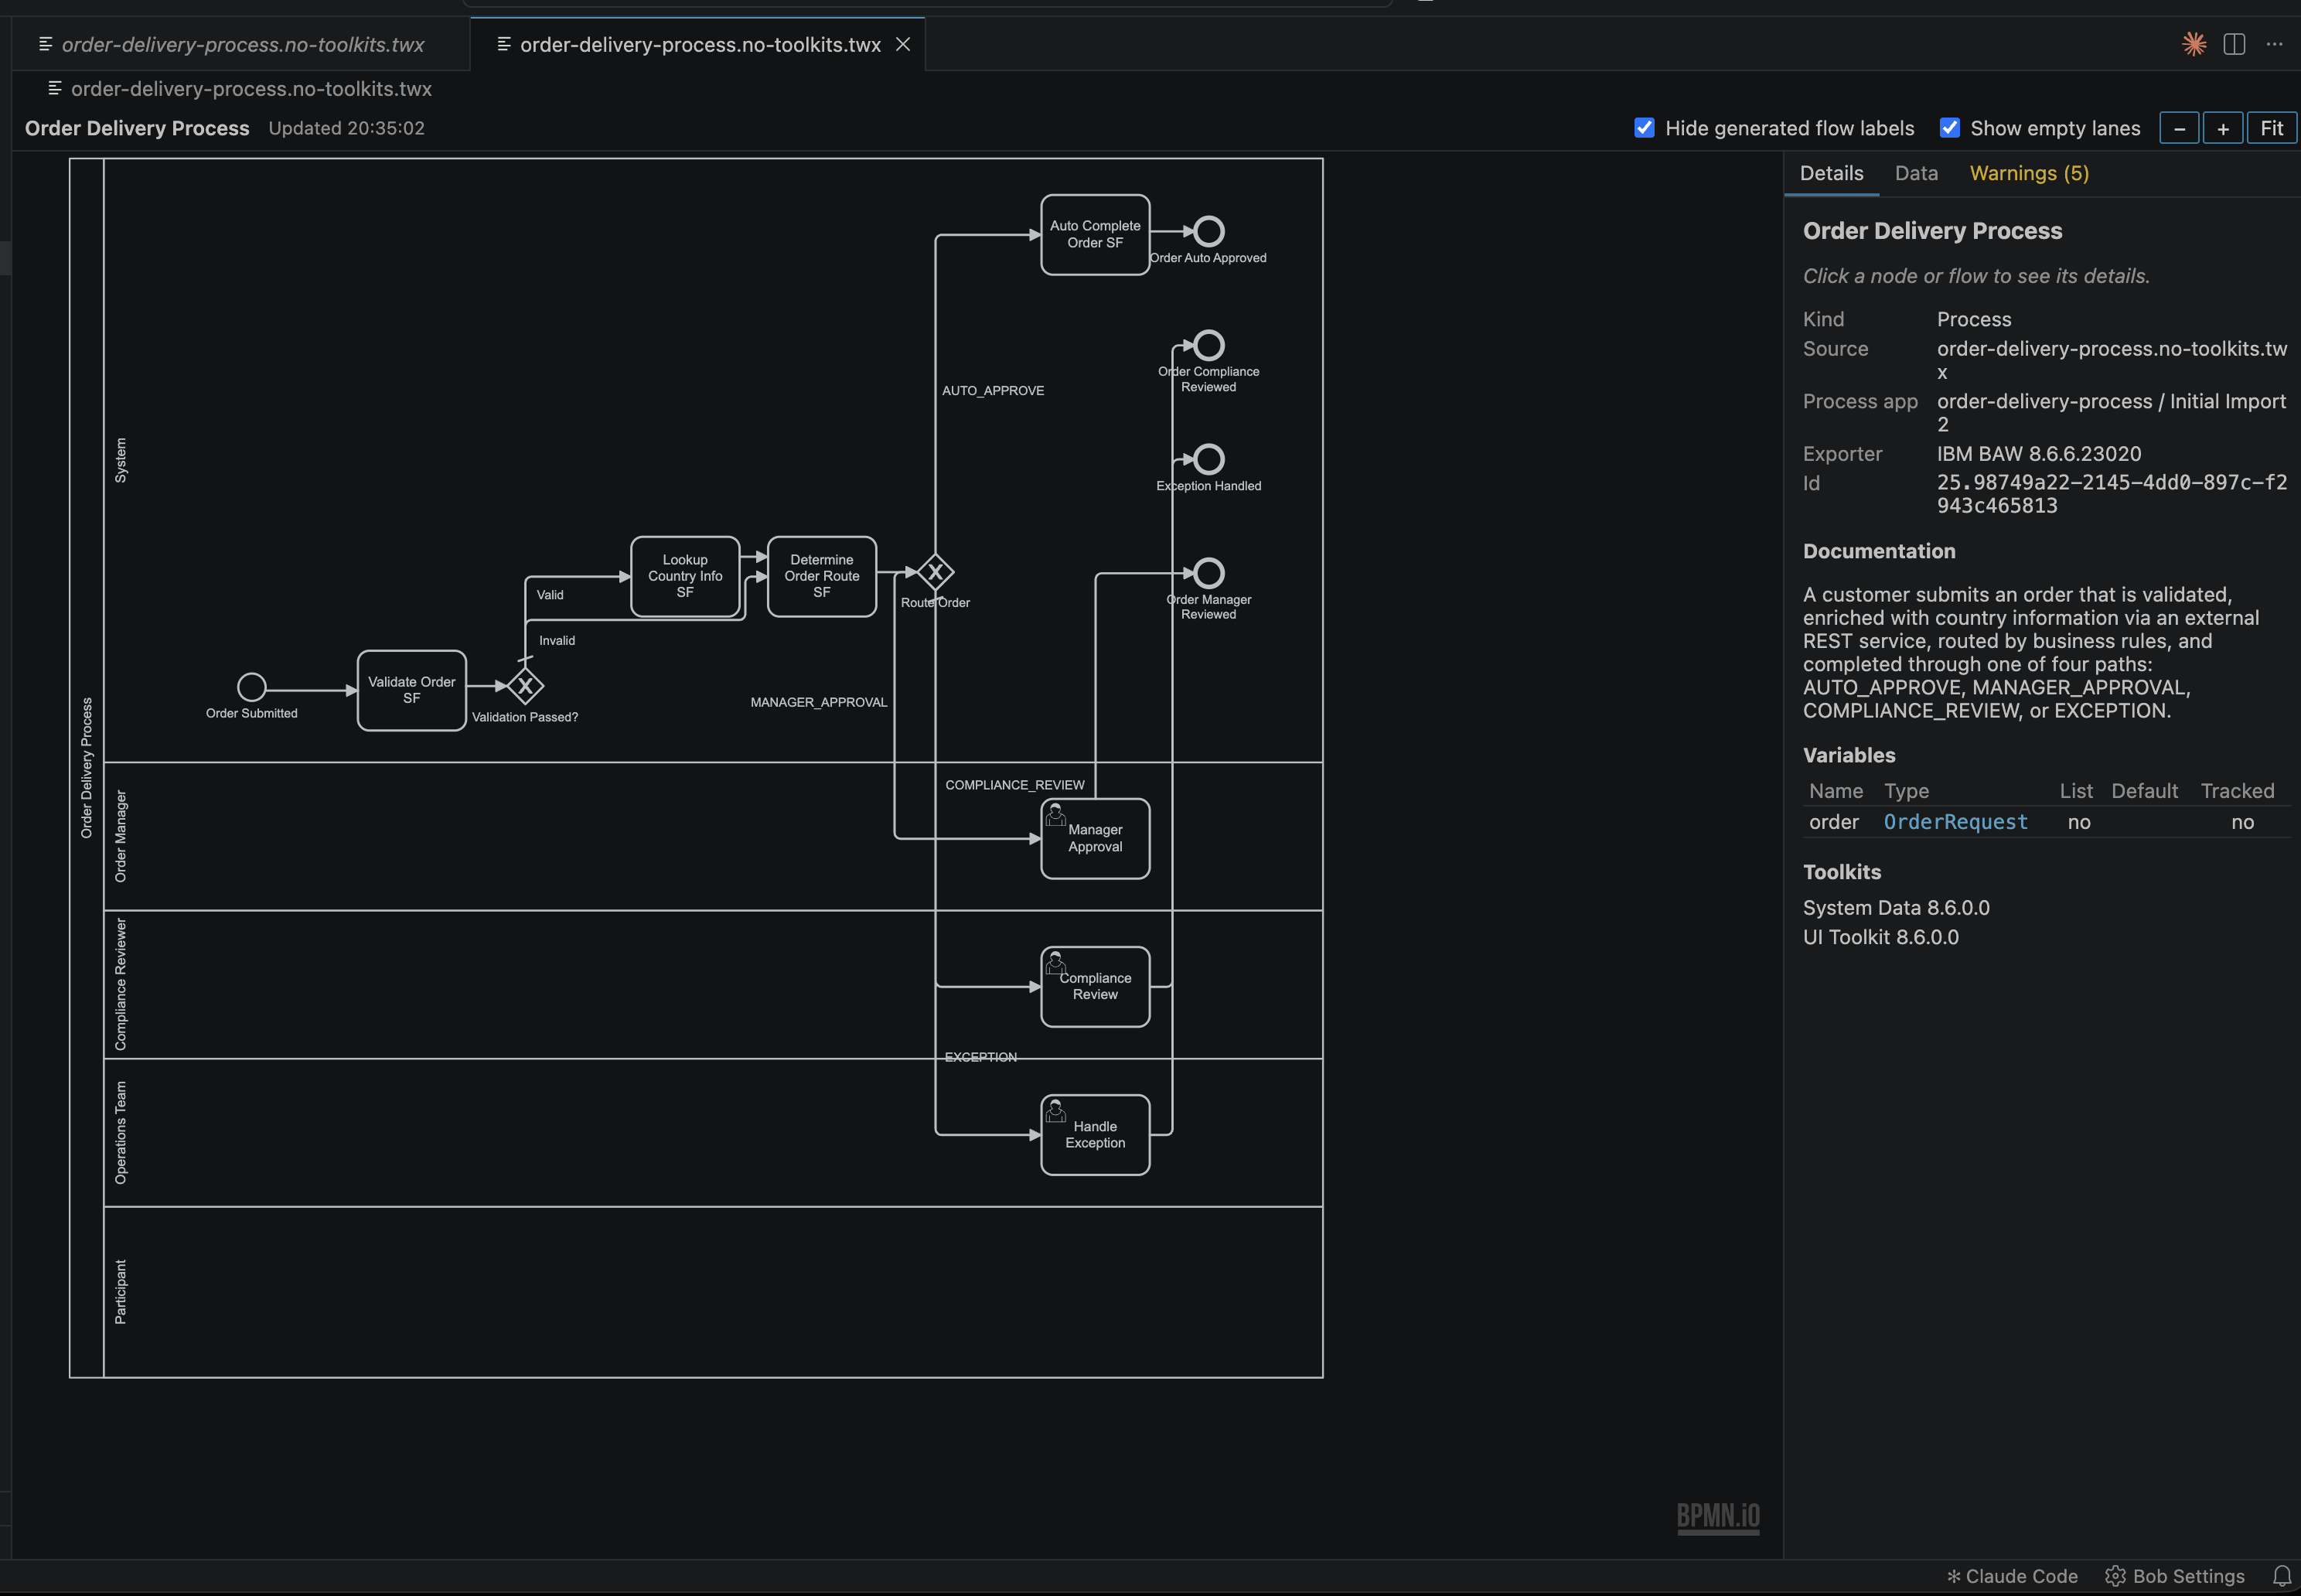 order-delivery-process.no-toolkits.twx
order-delivery-process.no-toolkits.twx
order-delivery-process.no-toolkits.twx
Order Delivery Process Updated 20:35:02
Hide generated flow labels Show empty lanes − + Fit
Order Delivery Process
System
Order Manager
Compliance Reviewer
Operations Team
Participant
Order Submitted
Validate Order
SF
Validation Passed?
Valid
Invalid
Lookup
Country Info
SF
Determine
Order Route
SF
Route Order
AUTO_APPROVE
MANAGER_APPROVAL
COMPLIANCE_REVIEW
EXCEPTION
Auto Complete
Order SF
Order Auto Approved
Order Compliance
Reviewed
Exception Handled
Order Manager
Reviewed
Manager
Approval
Compliance
Review
Handle
Exception
BPMN.iO
Details Data Warnings (5)
Order Delivery Process
Click a node or flow to see its details.
Kind Process
Source order-delivery-process.no-toolkits.tw
x
Process app order-delivery-process / Initial Import
2
Exporter IBM BAW 8.6.6.23020
Id 25.98749a22-2145-4dd0-897c-f2
943c465813
Documentation
A customer submits an order that is validated,
enriched with country information via an external
REST service, routed by business rules, and
completed through one of four paths:
AUTO_APPROVE, MANAGER_APPROVAL,
COMPLIANCE_REVIEW, or EXCEPTION.
Variables
Name Type List Default Tracked
order OrderRequest no no
Toolkits
System Data 8.6.0.0
UI Toolkit 8.6.0.0
Claude Code Bob Settings